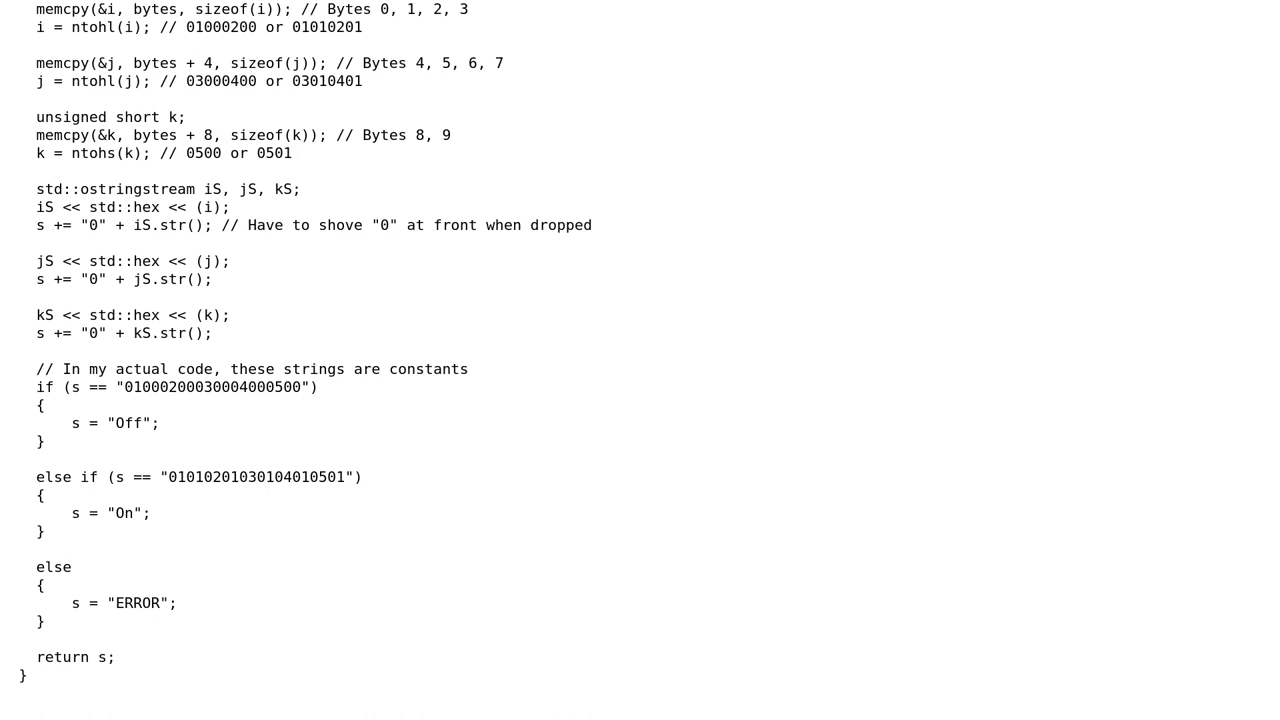 memcpy(&i, bytes, sizeof(i)); // Bytes 0, 1, 2, 3
i = ntohl(i); // 01000200 or 01010201
memcpy(&j, bytes + 4, sizeof(j)); // Bytes 4, 5, 6, 7
j = ntohl(j); // 03000400 or 03010401
unsigned short k;
memcpy(&k, bytes + 8, sizeof(k)); // Bytes 8, 9
k = ntohs(k); // 0500 or 0501
std::ostringstream iS, jS, kS;
iS << std::hex << (i);
s += "0" + iS.str(); // Have to shove "0" at front when dropped
jS << std::hex << (j);
s += "0" + jS.str();
kS << std::hex << (k);
s += "0" + kS.str();
// In my actual code, these strings are constants
if (s == "01000200030004000500")
{
s = "Off";
}
else if (s == "01010201030104010501")
{
s = "On";
}
else
{
s = "ERROR";
}
return s;
}